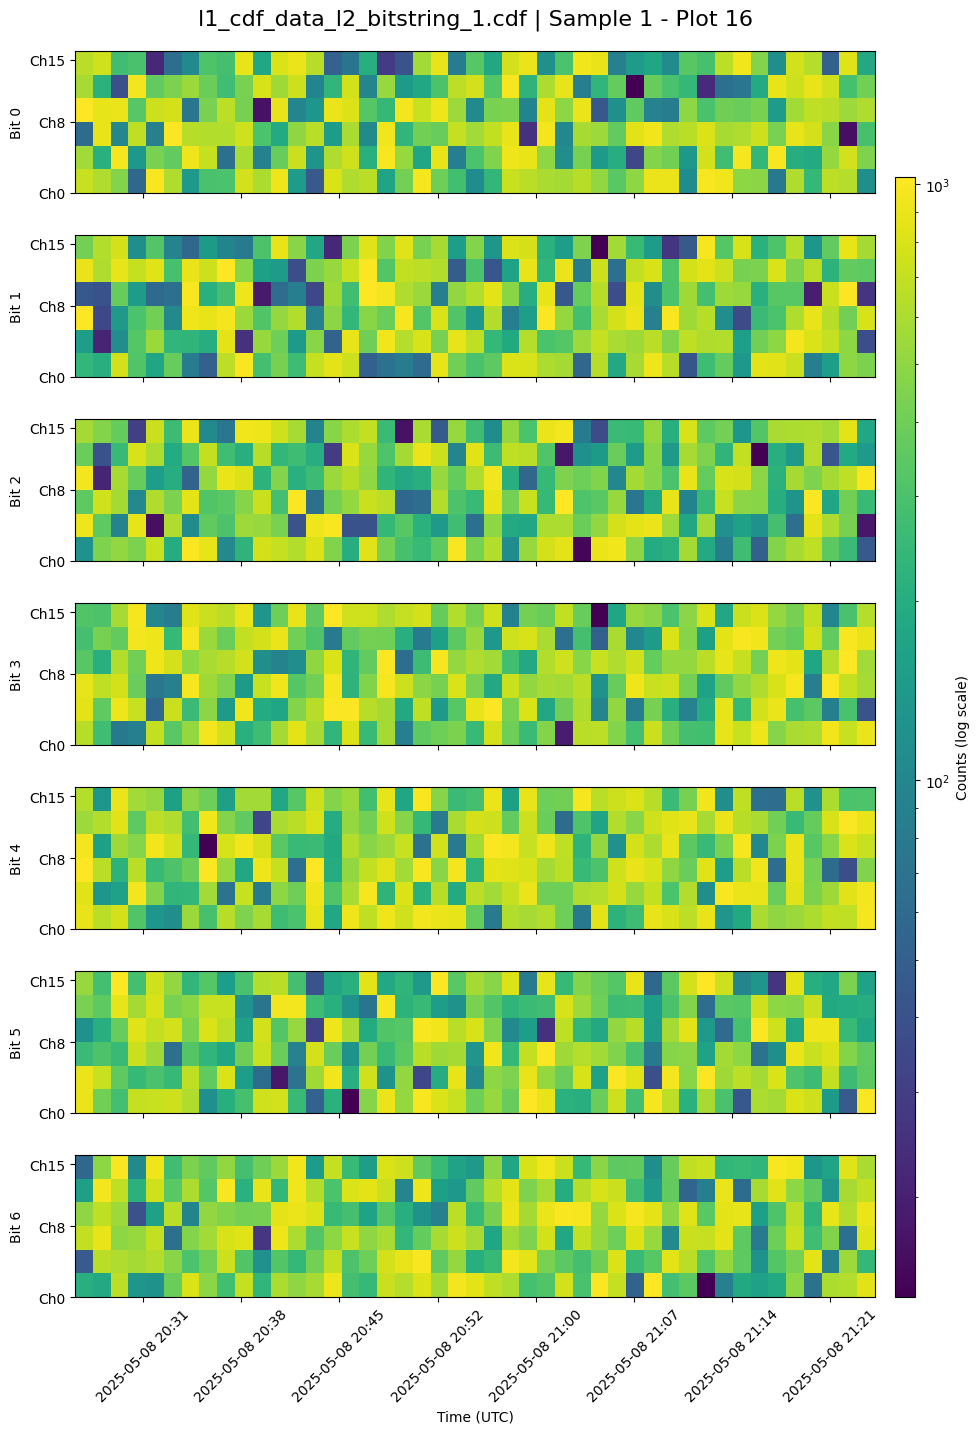 l1_cdf_data_l2_bitstring_1.cdf | Sample 1 - Plot 16
Ch15
Ch8
Ch0
Bit 0
Ch15
Ch8
Ch0
Bit 1
Ch15
Ch8
Ch0
Bit 2
Ch15
Ch8
Ch0
Bit 3
Ch15
Ch8
Ch0
Bit 4
Ch15
Ch8
Ch0
Bit 5
Ch15
Ch8
Ch0
Bit 6
10³
10²
Counts (log scale)
2025-05-08 20:31
2025-05-08 20:38
2025-05-08 20:45
2025-05-08 20:52
2025-05-08 21:00
2025-05-08 21:07
2025-05-08 21:14
2025-05-08 21:21
Time (UTC)